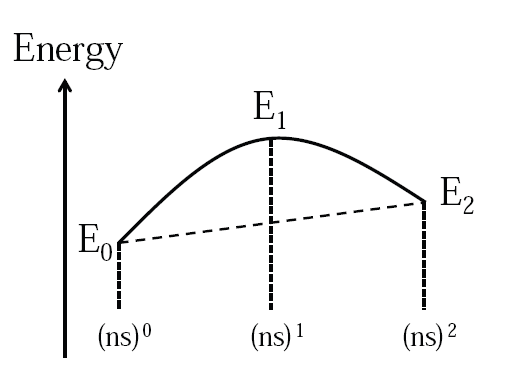 Energy
E₁
E₂
E₀
(ns)⁰ (ns)¹ (ns)²